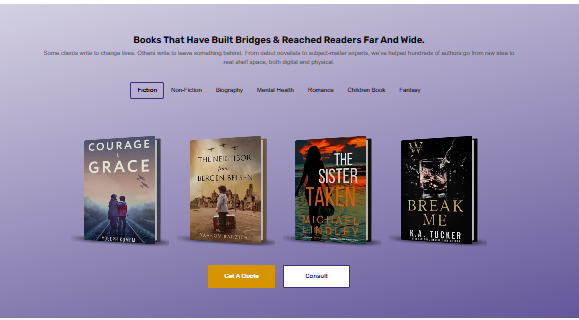 Books That Have Built Bridges & Reached Readers Far And Wide.
Some clients write to change lives. Others write to leave something behind. From debut novelists to subject-matter experts, we've helped hundreds of authors go from raw idea to
real shelf space, both digital and physical.
Fiction Non-Fiction Biography Mental Health Romance Children Book Fantasy
COURAGE
GRACE
THE NEIGHBOR
from
BERGEN BELSEN
THE
SISTER
TAKEN
MICHAEL
LINDLEY
BREAK
ME
K.A. TUCKER
Get A Quote Consult